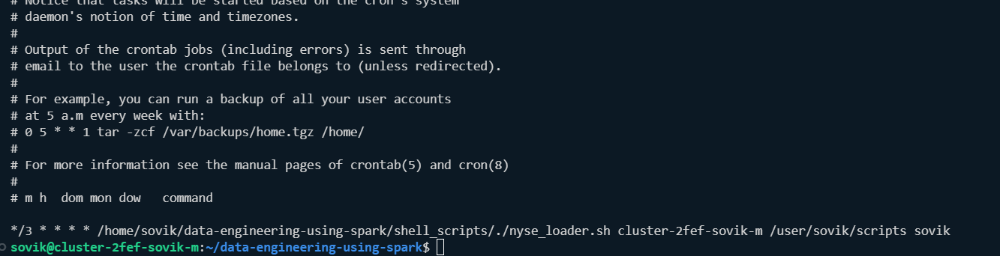 # Notice that tasks will be started based on the cron's system
# daemon's notion of time and timezones.
#
# Output of the crontab jobs (including errors) is sent through
# email to the user the crontab file belongs to (unless redirected).
#
# For example, you can run a backup of all your user accounts
# at 5 a.m every week with:
# 0 5 * * 1 tar -zcf /var/backups/home.tgz /home/
#
# For more information see the manual pages of crontab(5) and cron(8)
#
# m h  dom mon dow   command
*/3 * * * * /home/sovik/data-engineering-using-spark/shell_scripts/./nyse_loader.sh cluster-2fef-sovik-m /user/sovik/scripts sovik
sovik@cluster-2fef-sovik-m:~/data-engineering-using-spark$